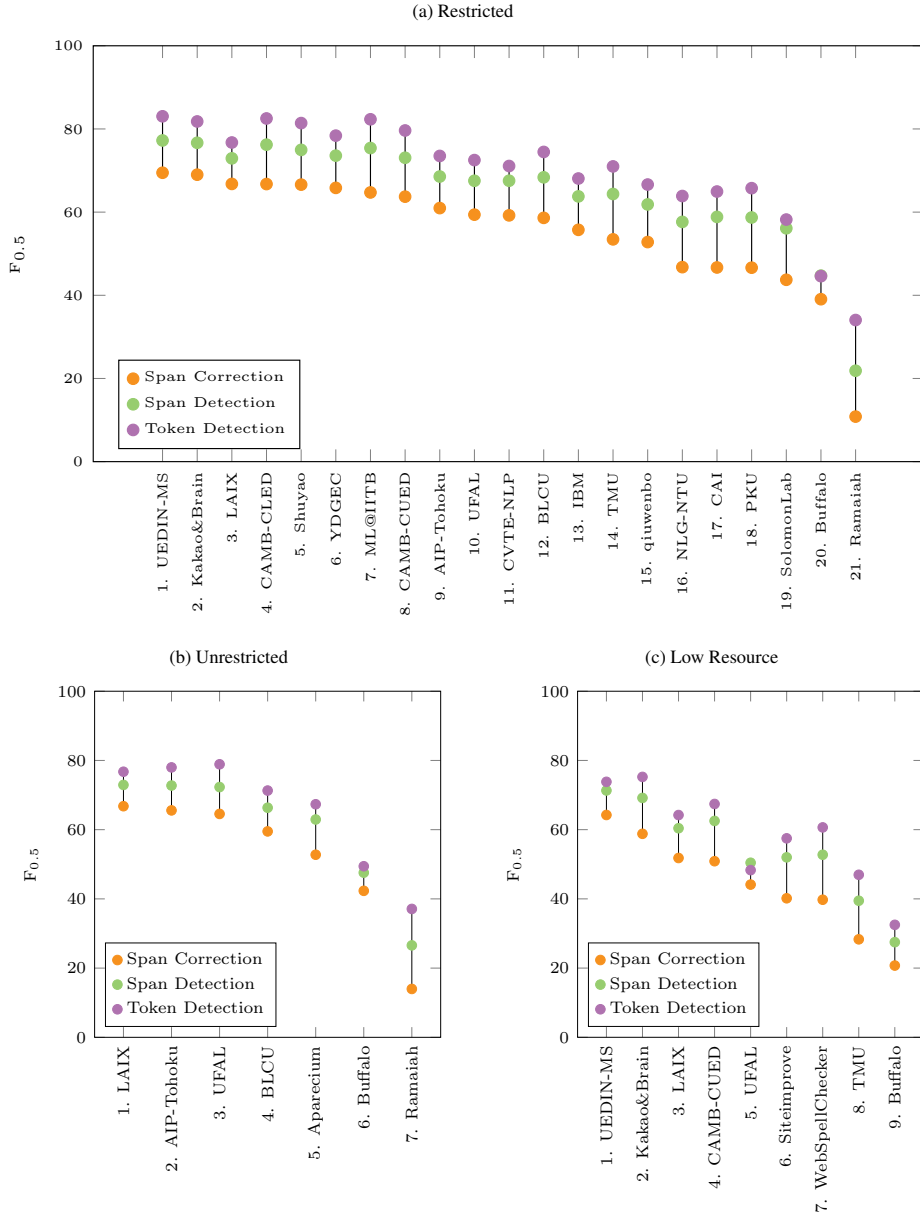 (a) Restricted
100
80
60
40
20
0
F0.5
Span Correction
Span Detection
Token Detection
1. UEDIN-MS
2. Kakao&Brain
3. LAIX
4. CAMB-CLED
5. Shuyao
6. YDGEC
7. ML@IITB
8. CAMB-CUED
9. AIP-Tohoku
10. UFAL
11. CVTE-NLP
12. BLCU
13. IBM
14. TMU
15. qiuwenbo
16. NLG-NTU
17. CAI
18. PKU
19. SolomonLab
20. Buffalo
21. Ramaiah
(b) Unrestricted
100
80
60
40
20
0
F0.5
Span Correction
Span Detection
Token Detection
1. LAIX
2. AIP-Tohoku
3. UFAL
4. BLCU
5. Aparecium
6. Buffalo
7. Ramaiah
(c) Low Resource
100
80
60
40
20
0
F0.5
Span Correction
Span Detection
Token Detection
1. UEDIN-MS
2. Kakao&Brain
3. LAIX
4. CAMB-CUED
5. UFAL
6. Siteimprove
7. WebSpellChecker
8. TMU
9. Buffalo